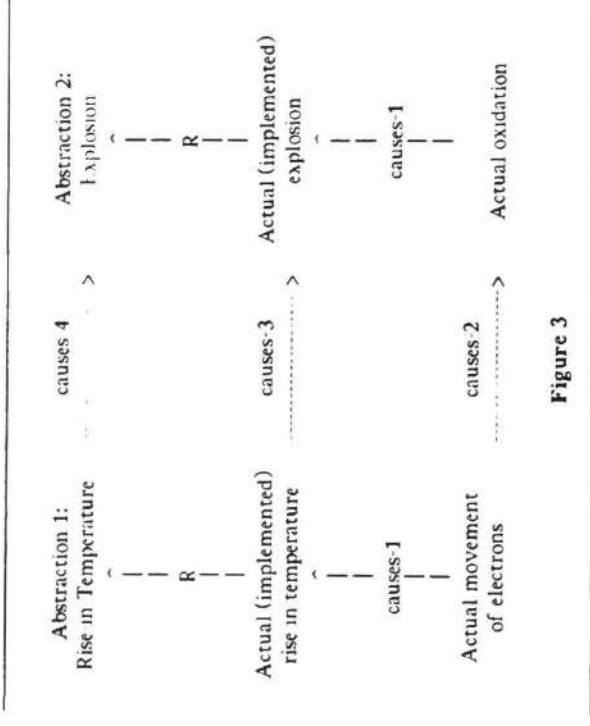 Abstraction 1:
Rise in Temperature
causes 4
>
Abstraction 2:
Explosion
R
R
Actual (implemented)
rise in temperature
causes-3
>
Actual (implemented)
explosion
causes-1
causes-1
Actual movement
of electrons
causes-2
>
Actual oxidation
Figure 3